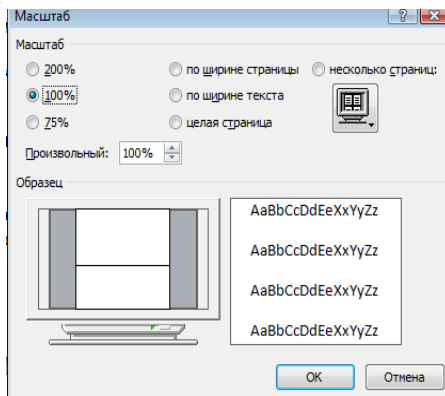 Масштаб
Масштаб
200%
по ширине страницы
несколько страниц:
100%
по ширине текста
75%
целая страница
Произвольный: 100%
Образец
AaBbCcDdEeXxYyZz
AaBbCcDdEeXxYyZz
AaBbCcDdEeXxYyZz
AaBbCcDdEeXxYyZz
ОК
Отмена